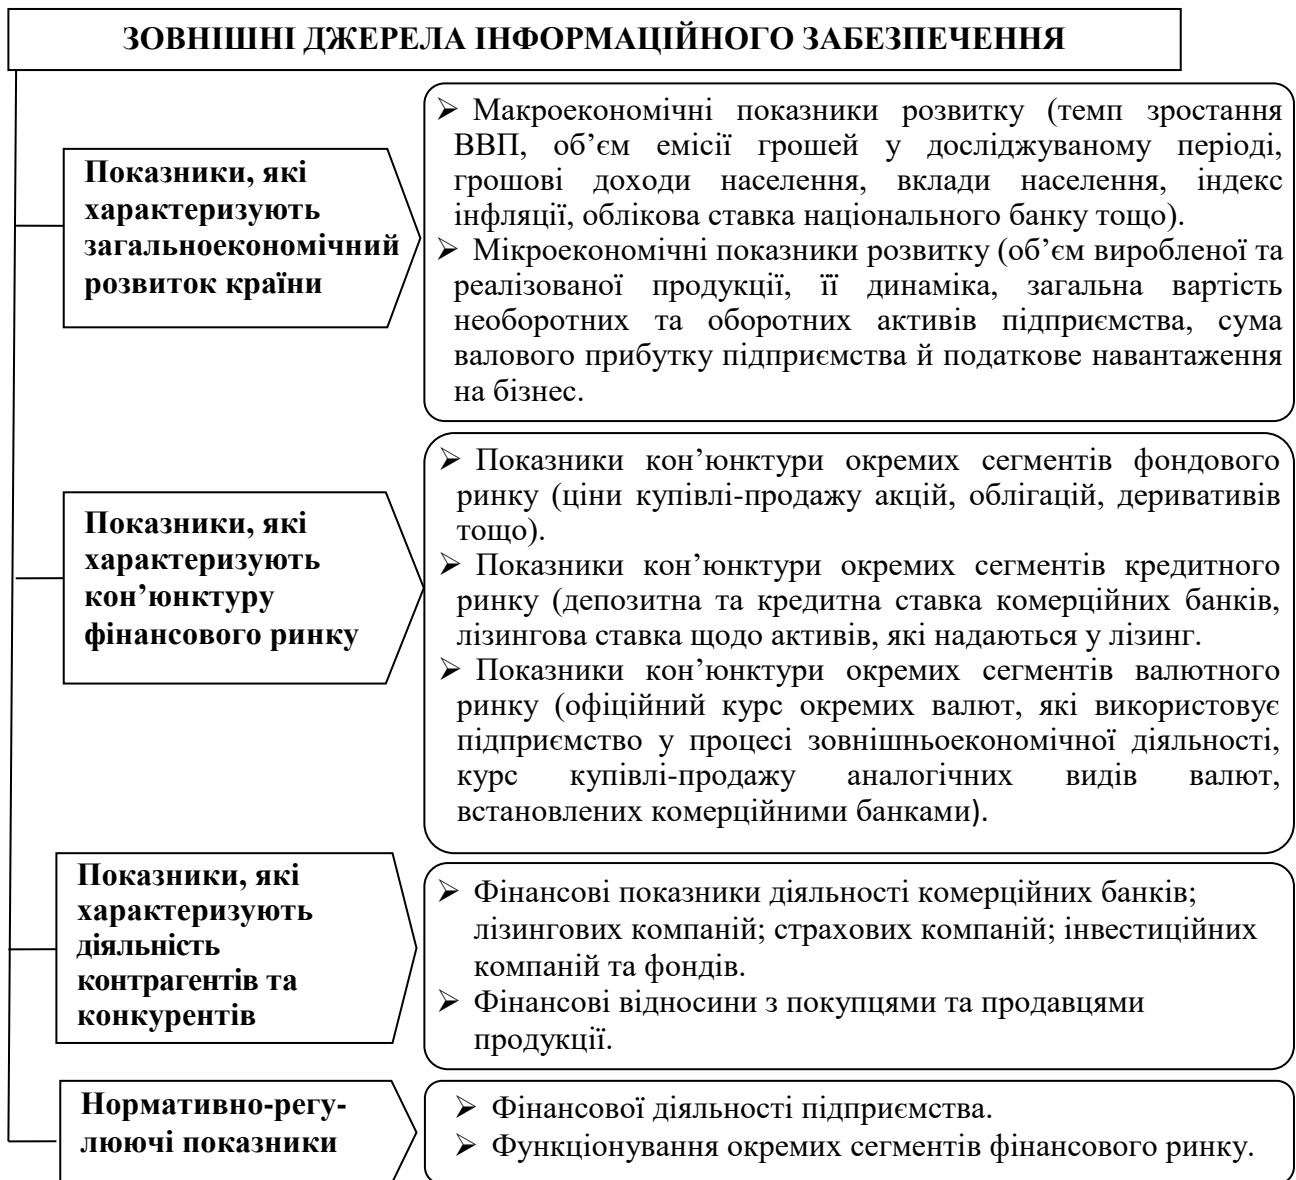 ЗОВНІШНІ ДЖЕРЕЛА ІНФОРМАЦІЙНОГО ЗАБЕЗПЕЧЕННЯ
Показники, які
характеризують
загальноекономічний
розвиток країни
➢ Макроекономічні показники розвитку (темп зростання
ВВП, об’єм емісії грошей у досліджуваному періоді,
грошові доходи населення, вклади населення, індекс
інфляції, облікова ставка національного банку тощо).
➢ Мікроекономічні показники розвитку (об’єм виробленої та
реалізованої продукції, її динаміка, загальна вартість
необоротних та оборотних активів підприємства, сума
валового прибутку підприємства й податкове навантаження
на бізнес.
Показники, які
характеризують
кон’юнктуру
фінансового ринку
➢ Показники кон’юнктури окремих сегментів фондового
ринку (ціни купівлі-продажу акцій, облігацій, деривативів
тощо).
➢ Показники кон’юнктури окремих сегментів кредитного
ринку (депозитна та кредитна ставка комерційних банків,
лізингова ставка щодо активів, які надаються у лізинг.
➢ Показники кон’юнктури окремих сегментів валютного
ринку (офіційний курс окремих валют, які використовує
підприємство у процесі зовнішньоекономічної діяльності,
курс купівлі-продажу аналогічних видів валют,
встановлених комерційними банками).
Показники, які
характеризують
діяльність
контрагентів та
конкурентів
➢ Фінансові показники діяльності комерційних банків;
лізингових компаній; страхових компаній; інвестиційних
компаній та фондів.
➢ Фінансові відносини з покупцями та продавцями
продукції.
Нормативно-регу-
люючі показники
➢ Фінансової діяльності підприємства.
➢ Функціонування окремих сегментів фінансового ринку.